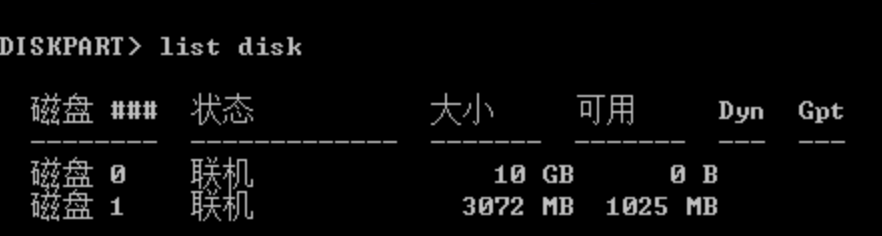 DISKPART> list disk
磁盘 ### 状态 大小 可用 Dyn Gpt
-------- ------------- ------- ------- --- ---
磁盘 0 联机 10 GB 0 B
磁盘 1 联机 3072 MB 1025 MB